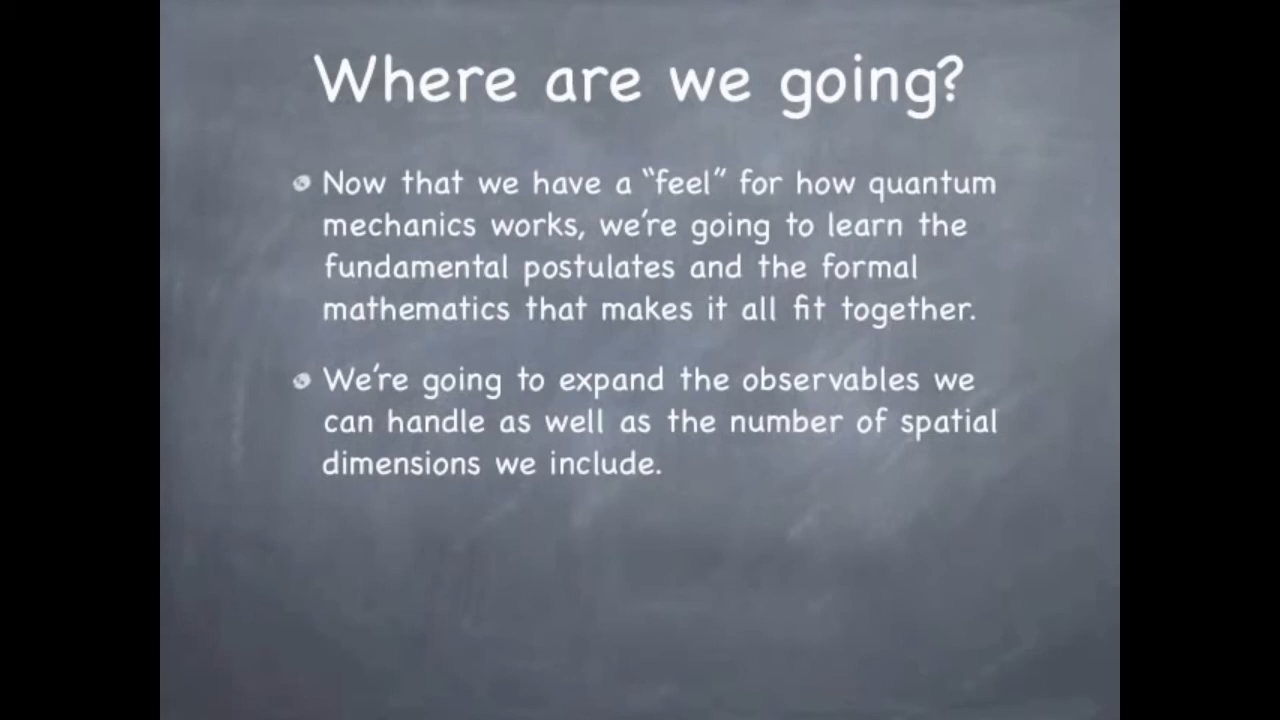 Where are we going?
Now that we have a “feel” for how quantum
mechanics works, we’re going to learn the
fundamental postulates and the formal
mathematics that makes it all fit together.
We’re going to expand the observables we
can handle as well as the number of spatial
dimensions we include.